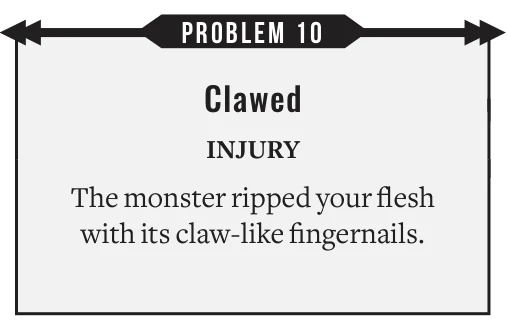 PROBLEM 10
Clawed
INJURY
The monster ripped your flesh
with its claw-like fingernails.